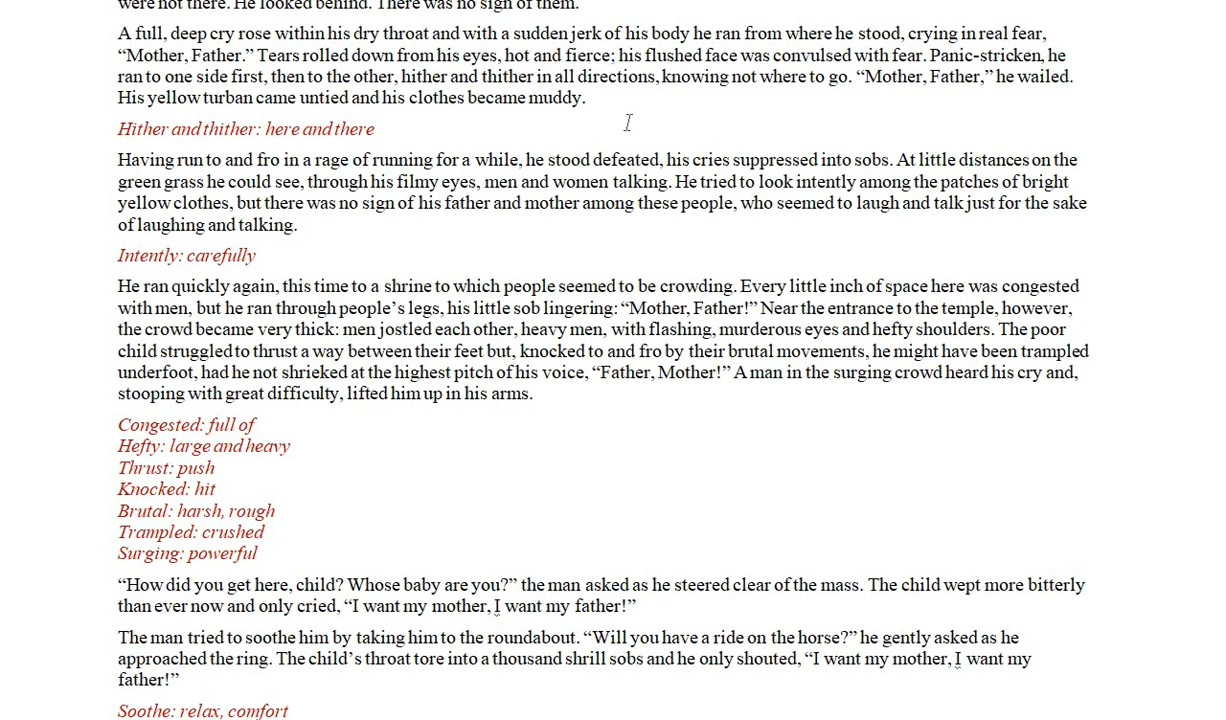 were not there. He looked behind. There was no sign of them.
A full, deep cry rose within his dry throat and with a sudden jerk of his body he ran from where he stood, crying in real fear,
“Mother, Father.” Tears rolled down from his eyes, hot and fierce; his flushed face was convulsed with fear. Panic-stricken, he
ran to one side first, then to the other, hither and thither in all directions, knowing not where to go. “Mother, Father,” he wailed.
His yellow turban came untied and his clothes became muddy.
Hither and thither: here and there
Having run to and fro in a rage of running for a while, he stood defeated, his cries suppressed into sobs. At little distances on the
green grass he could see, through his filmy eyes, men and women talking. He tried to look intently among the patches of bright
yellow clothes, but there was no sign of his father and mother among these people, who seemed to laugh and talk just for the sake
of laughing and talking.
Intently: carefully
He ran quickly again, this time to a shrine to which people seemed to be crowding. Every little inch of space here was congested
with men, but he ran through people’s legs, his little sob lingering: “Mother, Father!” Near the entrance to the temple, however,
the crowd became very thick: men jostled each other, heavy men, with flashing, murderous eyes and hefty shoulders. The poor
child struggled to thrust a way between their feet but, knocked to and fro by their brutal movements, he might have been trampled
underfoot, had he not shrieked at the highest pitch of his voice, “Father, Mother!” A man in the surging crowd heard his cry and,
stooping with great difficulty, lifted him up in his arms.
Congested: full of
Hefty: large and heavy
Thrust: push
Knocked: hit
Brutal: harsh, rough
Trampled: crushed
Surging: powerful
“How did you get here, child? Whose baby are you?” the man asked as he steered clear of the mass. The child wept more bitterly
than ever now and only cried, “I want my mother, I want my father!”
The man tried to soothe him by taking him to the roundabout. “Will you have a ride on the horse?” he gently asked as he
approached the ring. The child’s throat tore into a thousand shrill sobs and he only shouted, “I want my mother, I want my
father!”
Soothe: relax, comfort